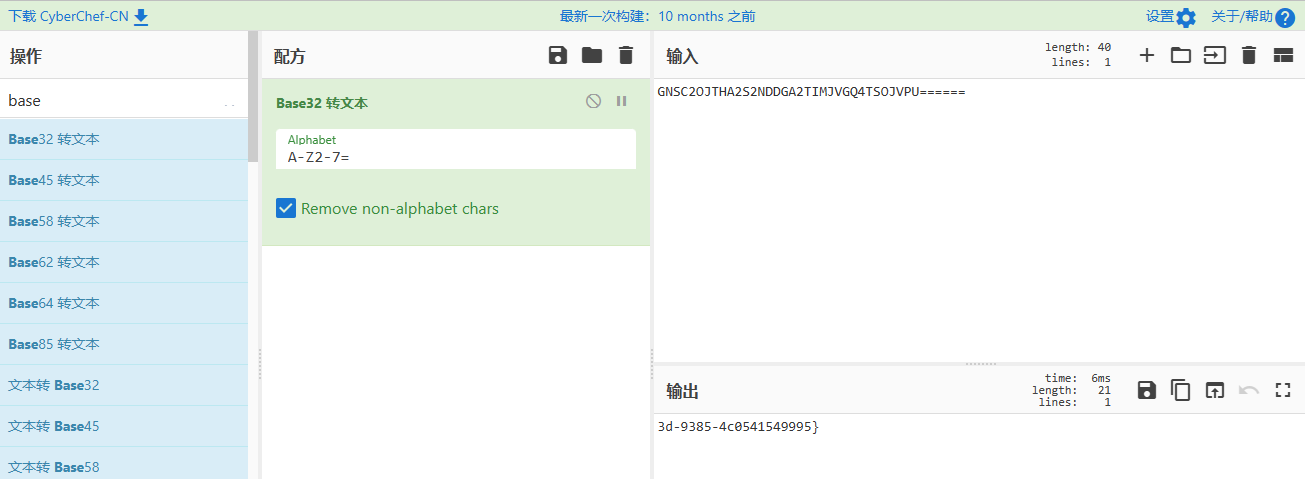 下载 CyberChef-CN
最新一次构建：10 months 之前
设置
关于/帮助
操作
base
Base32 转文本
Base45 转文本
Base58 转文本
Base62 转文本
Base64 转文本
Base85 转文本
文本转 Base32
文本转 Base45
文本转 Base58
配方
Base32 转文本
Alphabet
A-Z2-7=
Remove non-alphabet chars
输入
length: 40
lines: 1
GNSC2OJTHA2S2NDDGA2TIMJVGQ4TSOJVPU======
输出
time: 6ms
length: 21
lines: 1
3d-9385-4c0541549995}